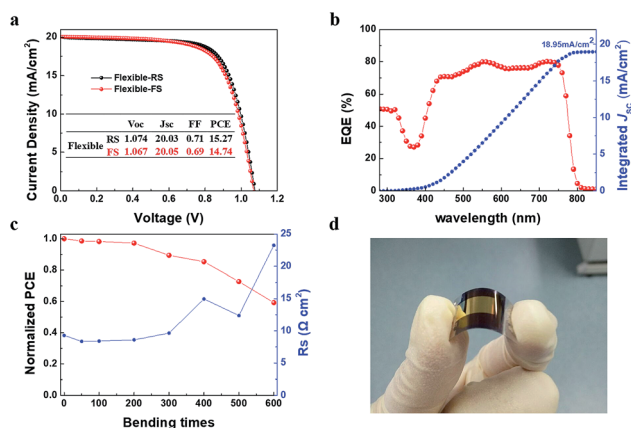 a
Current Density (mA/cm²)
20
15
10
5
0
Flexible-RS
Flexible-FS
Voc Jsc FF PCE
Flexible RS 1.074 20.03 0.71 15.27
FS 1.067 20.05 0.69 14.74
0.0 0.2 0.4 0.6 0.8 1.0 1.2
Voltage (V)
b
EQE (%)
100
80
60
40
20
0
18.95mA/cm²
20
15
10
5
0
Integrated JSC (mA/cm²)
300 400 500 600 700 800
wavelength (nm)
c
Normalized PCE
1.0
0.8
0.6
0.4
0.2
0.0
25
20
15
10
5
0
Rs (Ω cm²)
0 100 200 300 400 500 600
Bending times
d